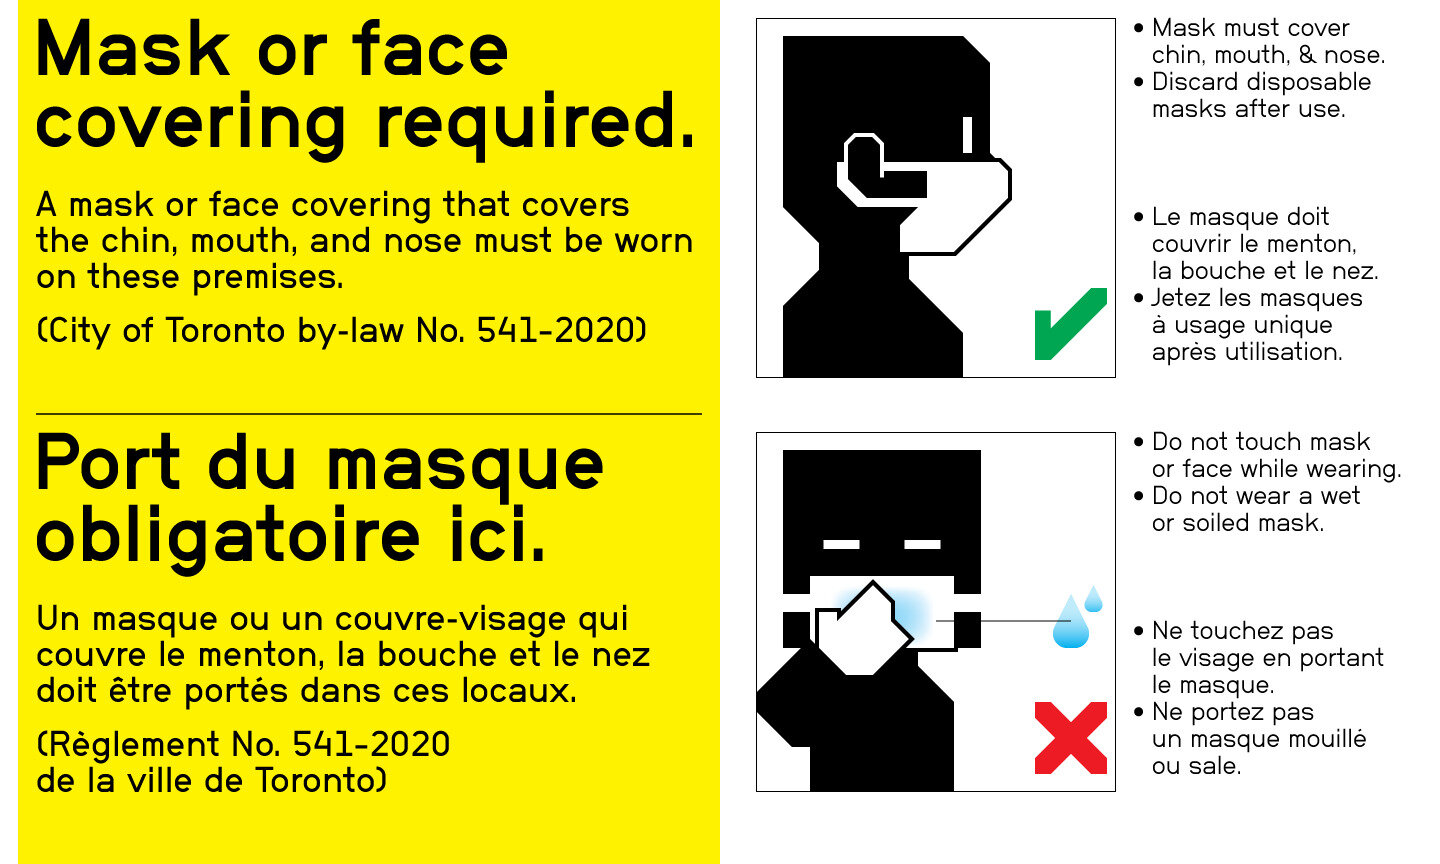 Mask or face
covering required.
A mask or face covering that covers
the chin, mouth, and nose must be worn
on these premises.
(City of Toronto by-law No. 541-2020)
Port du masque
obligatoire ici.
Un masque ou un couvre-visage qui
couvre le menton, la bouche et le nez
doit être portés dans ces locaux.
(Règlement No. 541-2020
de la ville de Toronto)
• Mask must cover
chin, mouth, & nose.
• Discard disposable
masks after use.
• Le masque doit
couvrir le menton,
la bouche et le nez.
• Jetez les masques
à usage unique
après utilisation.
• Do not touch mask
or face while wearing.
• Do not wear a wet
or soiled mask.
• Ne touchez pas
le visage en portant
le masque.
• Ne portez pas
un masque mouillé
ou sale.